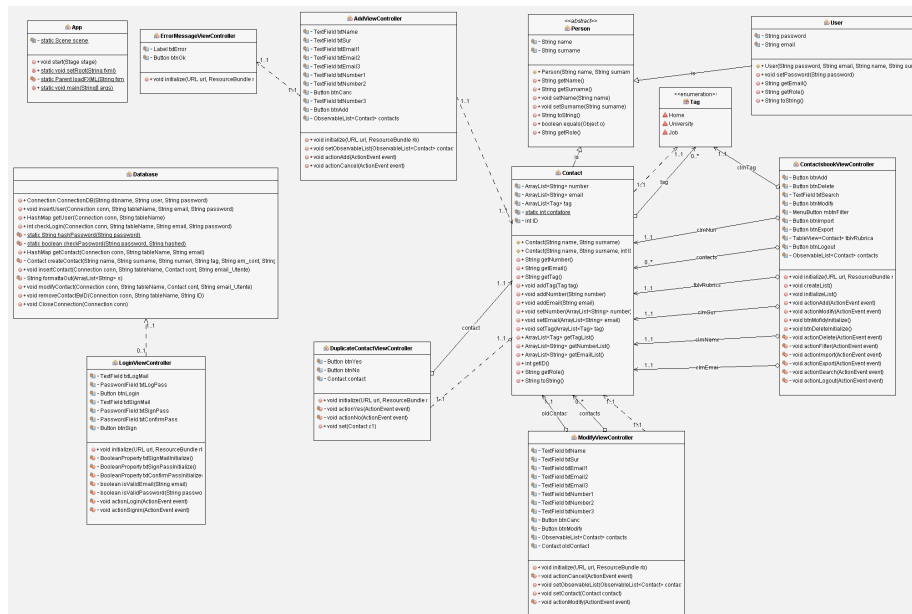 App
- static Scene scene
+ void start(Stage stage)
+ static void setRoot(String fxml)
- static Parent loadFXML(String fxm
+ static void main(String[] args)
ErrorMessageViewController
- Label txtError
- Button btnOk
+ void initialize(URL url, ResourceBundle r
AddViewController
- TextField txtName
- TextField txtSur
- TextField txtEmail1
- TextField txtEmail2
- TextField txtEmail3
- TextField txtNumber1
- TextField txtNumber2
- Button btnCanc
- TextField txtNumber3
- Button btnAdd
- ObservableList<Contact> contacts
+ void initialize(URL url, ResourceBundle rb)
+ void setObservableList(ObservableList<Contact> contac
- void actionAdd(ActionEvent event)
- void actionCancel(ActionEvent event)
<<abstract>>
Person
- String name
- String surname
+ Person(String name, String surnam
+ String getName()
+ String getSurname()
+ void setName(String name)
+ void setSurname(String surname)
+ String toString()
+ boolean equals(Object o)
+ String getRole()
User
- String password
- String email
+ User(String password, String email, String name, String su
+ void setPassword(String password)
+ String getEmail()
+ String getRole()
+ String toString()
is
<<enumeration>>
Tag
Home
University
Job
Database
+ Connection ConnectionDB(String dbname, String user, String password)
+ void insertUser(Connection conn, String tableName, String email, String password)
+ HashMap getUser(Connection conn, String tableName)
+ int checkLogin(Connection conn, String email, String password)
- static String hashPassword(String password)
- static boolean checkPassword(String password, String hashed)
+ HashMap getContact(Connection conn, String tableName, String email)
- Contact createContact(String name, String surname, String numeri, String tag, String em_cont, String
+ void insertContact(Connection conn, String tableName, Contact cont, String email_Utente)
- String formattaOut(ArrayList<String> s)
+ void modifyContact(Connection conn, String tableName, Contact cont, String email_Utente)
+ void removeContactByID(Connection conn, String tableName, String ID)
+ void CloseConnection(Connection conn)
Contact
- ArrayList<String> number
- ArrayList<String> email
- ArrayList<Tag> tag
- static int contatore
- int ID
+ Contact(String name, String surname)
+ Contact(String name, String surname, int I
+ String getNumber()
+ String getEmail()
+ String getTag()
+ void addTag(Tag tag)
+ void addNumber(String number)
+ void addEmail(String email)
+ void setNumber(ArrayList<String> number
+ void setEmail(ArrayList<String> email)
+ void setTag(ArrayList<Tag> tag)
+ ArrayList<Tag> getTagList()
+ ArrayList<String> getNumberList()
+ ArrayList<String> getEmailList()
+ int getID()
+ String getRole()
+ String toString()
is
tag
clmTag
clmNum
contacts
tblvRubrica
clmSur
clmName
clmEmail
ContactsbookViewController
- Button btnAdd
- Button btnDelete
- TextField txtSearch
- Button btnModify
- MenuButton mbtnFilter
- Button btnImport
- Button btnExport
- TableView<Contact> tblvRubrica
- Button btnLogout
- ObservableList<Contact> contacts
+ void initialize(URL url, ResourceBundle r
+ void createList()
+ void initializeList()
- void actionAdd(ActionEvent event)
- void actionModify(ActionEvent event)
+ void btnModifyInitialize()
+ void btnDeleteInitialize()
- void actionDelete(ActionEvent event)
- void actionFilter(ActionEvent event)
- void actionImport(ActionEvent event)
- void actionExport(ActionEvent event)
- void actionSearch(ActionEvent event)
- void actionLogout(ActionEvent event)
LoginViewController
- TextField txtLogMail
- PasswordField txtLogPass
- Button btnLogin
- TextField txtSignMail
- PasswordField txtSignPass
- PasswordField txtConfirmPass
- Button btnSign
+ void initialize(URL url, ResourceBundle r
- BooleanProperty txtSignMailInitialize()
- BooleanProperty txtSignPassInitialize()
- BooleanProperty txtConfirmPassInitialize
- boolean isValidEmail(String email)
- boolean isValidPassword(String passwo
- void actionLogin(ActionEvent event)
- void actionSignin(ActionEvent event)
DuplicateContactViewController
- Button btnYes
- Button btnNo
- Contact contact
+ void initialize(URL url, ResourceBundle r
- void actionYes(ActionEvent event)
- void actionNo(ActionEvent event)
+ void set(Contact c1)
contact
oldContac
contacts
ModifyViewController
- TextField txtName
- TextField txtSur
- TextField txtEmail1
- TextField txtEmail2
- TextField txtEmail3
- TextField txtNumber1
- TextField txtNumber2
- TextField txtNumber3
- Button btnCanc
- Button btnModify
- ObservableList<Contact> contacts
- Contact oldContact
+ void initialize(URL url, ResourceBundle rb)
- void actionCancel(ActionEvent event)
+ void setObservableList(ObservableList<Contact> contac
+ void setContact(Contact contact)
- void actionModify(ActionEvent event)